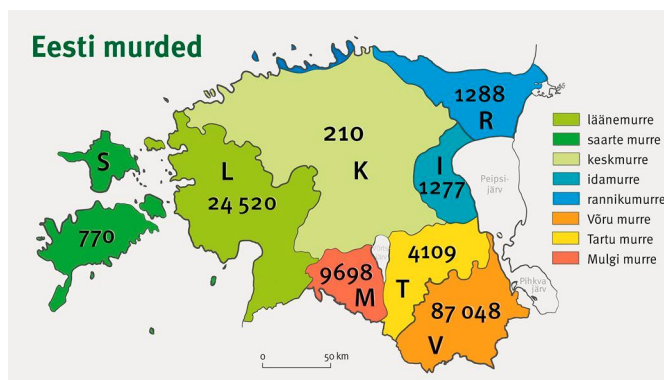 Eesti murded
1288
R
210
K
I
1277
S
L
24 520
770
Peipsi-
järv
läänemurre
saarte murre
keskmurre
idamurre
rannikumurre
Võru murre
Tartu murre
Mulgi murre
4109
T
9698
M
87 048
V
Pihkva
järv
0 50 km